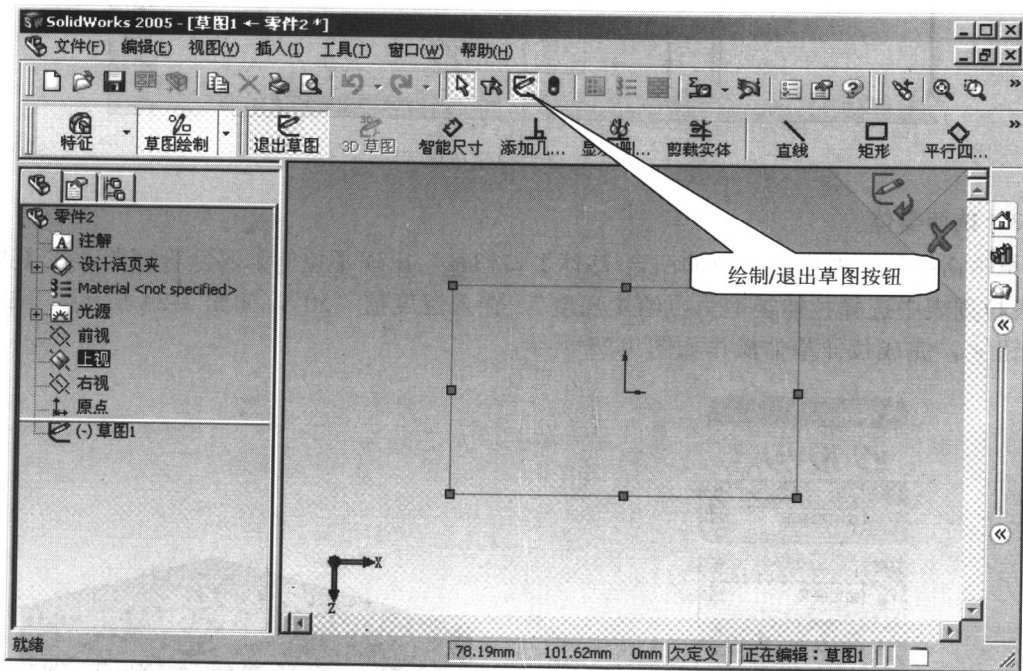 SolidWorks 2005 - [草图1 ← 零件2 *]
文件(F) 编辑(E) 视图(V) 插入(I) 工具(T) 窗口(W) 帮助(H)
特征 草图绘制 退出草图 3D 草图 智能尺寸 添加几... 剪裁实体 直线 矩形 平行四...
零件2
A 注解
设计活页夹
Material <not specified>
光源
前视
上视
右视
原点
(-) 草图1
绘制/退出草图按钮
X
Z
就绪 78.19mm 101.62mm 0mm 欠定义 正在编辑：草图1